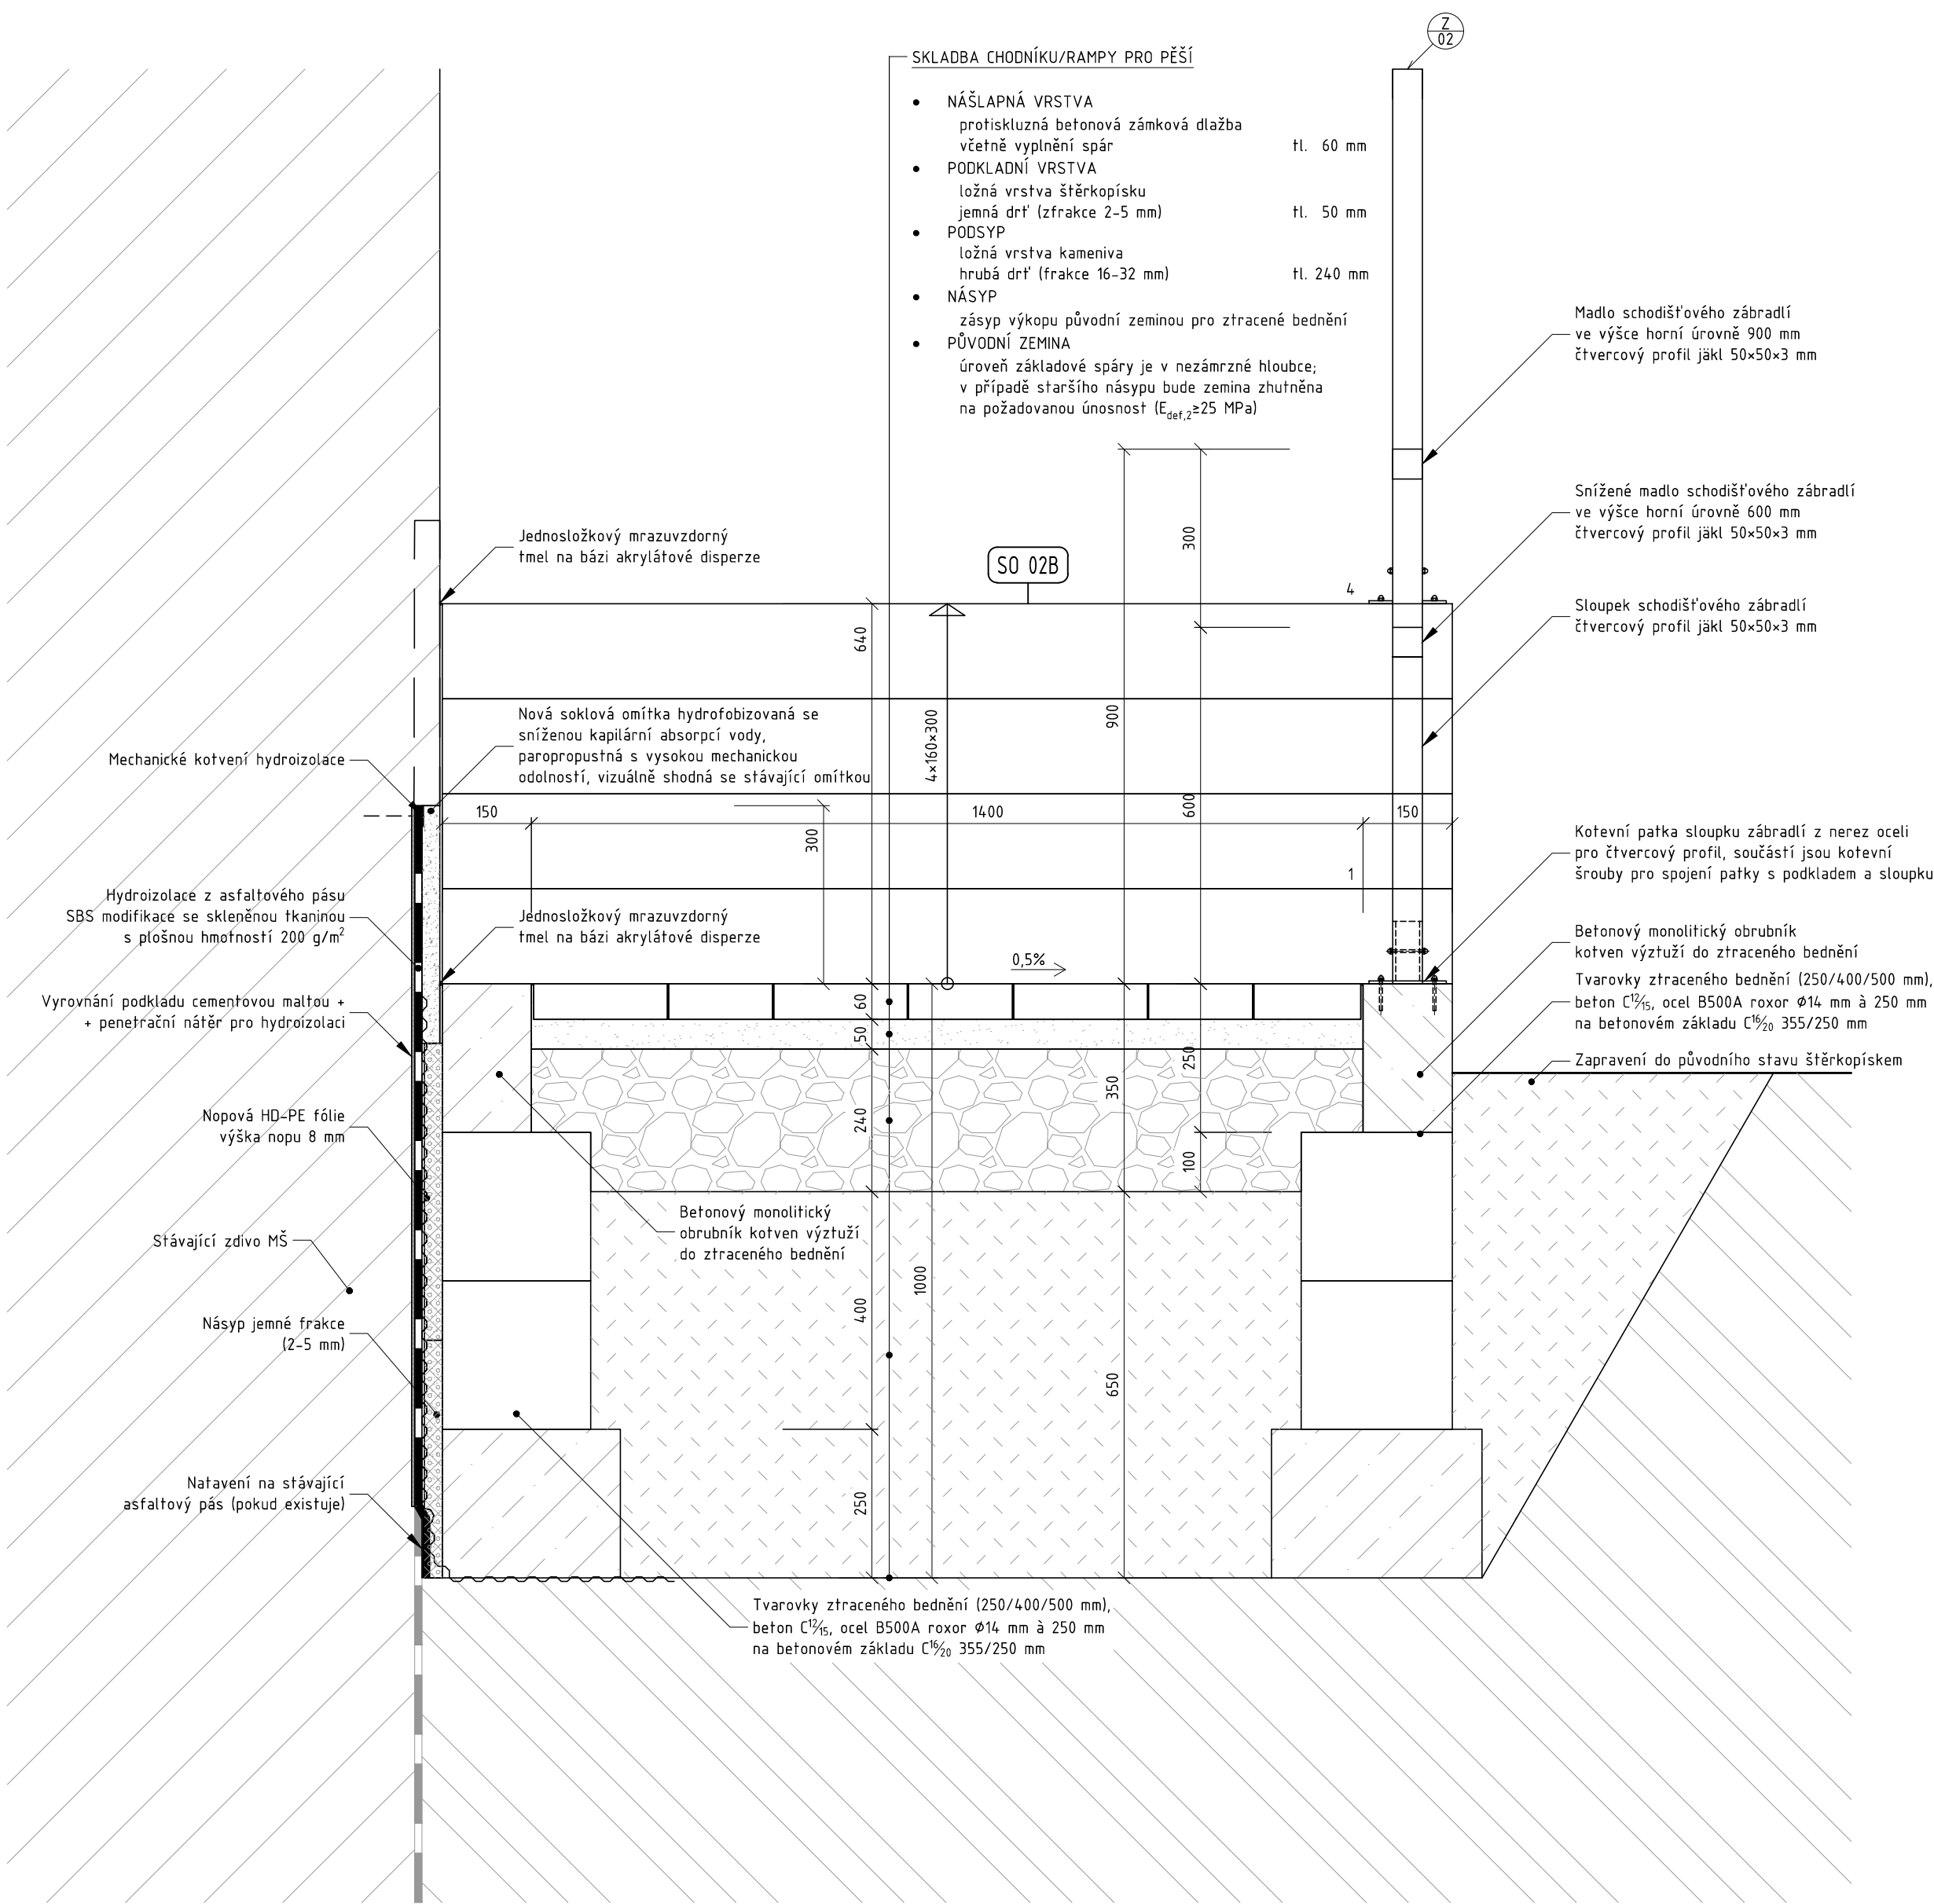 Z
02
SKLADBA CHODNÍKU/RAMPY PRO PĚŠÍ
• NÁŠLAPNÁ VRSTVA
protiskluzná betonová zámková dlažba
včetně vyplnění spár tl. 60 mm
• PODKLADNÍ VRSTVA
ložná vrstva štěrkopísku
jemná drť (zfrakce 2-5 mm) tl. 50 mm
• PODSYP
ložná vrstva kameniva
hrubá drť (frakce 16-32 mm) tl. 240 mm
• NÁSYP
zásyp výkopu původní zeminou pro ztracené bednění
• PŮVODNÍ ZEMINA
úroveň základové spáry je v nezámrzné hloubce;
v případě staršího násypu bude zemina zhutněna
na požadovanou únosnost (Edef,2≥25 MPa)
Madlo schodišťového zábradlí
ve výšce horní úrovně 900 mm
čtvercový profil jäkl 50×50×3 mm
Snížené madlo schodišťového zábradlí
ve výšce horní úrovně 600 mm
čtvercový profil jäkl 50×50×3 mm
Sloupek schodišťového zábradlí
čtvercový profil jäkl 50×50×3 mm
Jednosložkový mrazuvzdorný
tmel na bázi akrylátové disperze
SO 02B
300
4
640
900
4×160×300
600
Nová soklová omítka hydrofobizovaná se
sníženou kapilární absorpcí vody,
paropropustná s vysokou mechanickou
odolností, vizuálně shodná se stávající omítkou
Mechanické kotvení hydroizolace
150
1400
150
300
1
Kotevní patka sloupku zábradlí z nerez oceli
pro čtvercový profil, součástí jsou kotevní
šrouby pro spojení patky s podkladem a sloupku
Hydroizolace z asfaltového pásu
SBS modifikace se skleněnou tkaninou
s plošnou hmotností 200 g/m²
Jednosložkový mrazuvzdorný
tmel na bázi akrylátové disperze
0,5%
Betonový monolitický obrubník
kotven výztuží do ztraceného bednění
Tvarovky ztraceného bednění (250/400/500 mm),
beton C12/15, ocel B500A roxor Ø14 mm à 250 mm
na betonovém základu C16/20 355/250 mm
Zapravení do původního stavu štěrkopískem
Vyrovnání podkladu cementovou maltou +
+ penetrační nátěr pro hydroizolaci
60
50
240
250
350
100
Nopová HD-PE fólie
výška nopu 8 mm
Betonový monolitický
obrubník kotven výztuží
do ztraceného bednění
Stávající zdivo MŠ
1000
400
650
Násyp jemné frakce
(2-5 mm)
Natavení na stávající
asfaltový pás (pokud existuje)
250
Tvarovky ztraceného bednění (250/400/500 mm),
beton C12/15, ocel B500A roxor Ø14 mm à 250 mm
na betonovém základu C16/20 355/250 mm